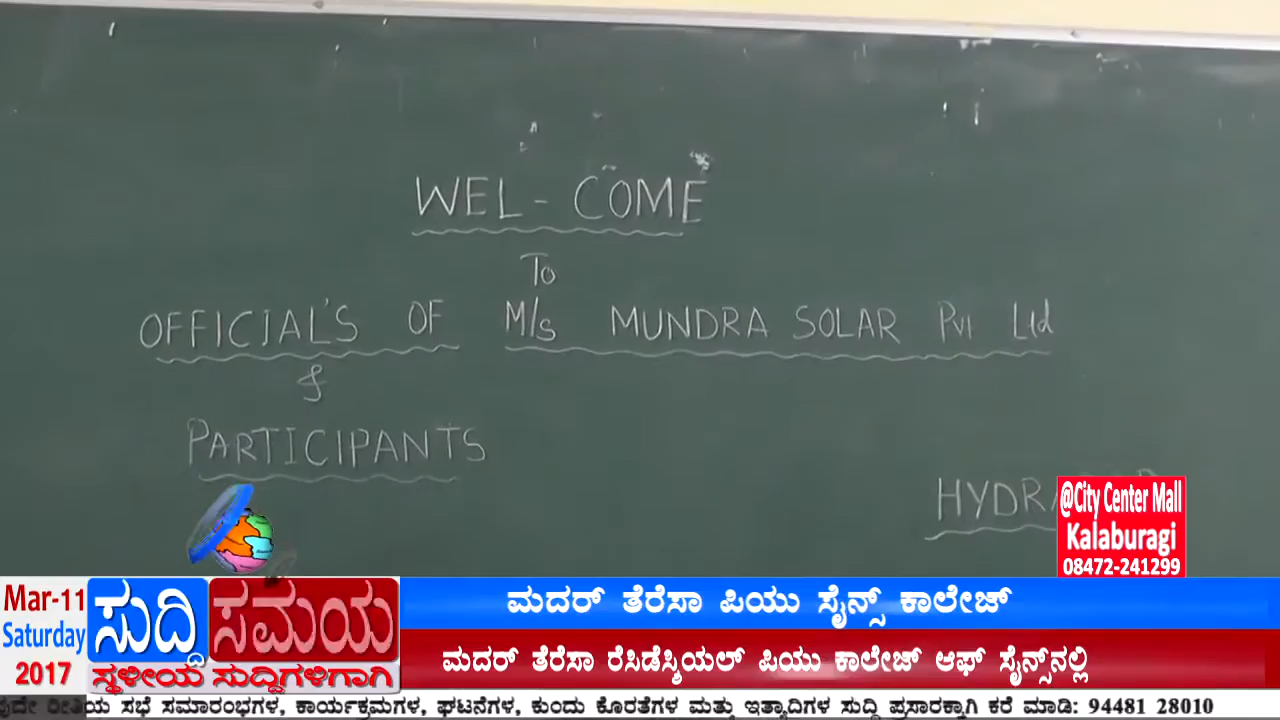 WEL-COME
To
OFFICIAL'S OF M/s MUNDRA SOLAR Pvt Ltd
&
PARTICIPANTS
@City Center Mall
Kalaburagi
08472-241299
Mar-11
Saturday
2017
ಸುದ್ದಿ ಸಮಯ
ಸ್ಥಳೀಯ ಸುದ್ದಿಗಳಿಗಾಗಿ
ಮದರ್ ತೆರೆಸಾ ಪಿಯು ಸೈನ್ಸ್ ಕಾಲೇಜ್
ಮದರ್ ತೆರೆಸಾ ರೆಸಿಡೆನ್ಶಿಯಲ್ ಪಿಯು ಕಾಲೇಜ್ ಆಫ್ ಸೈನ್ಸ್‌ನಲ್ಲಿ
ರೀತಿಯ ಸಭೆ ಸಮಾರಂಭಗಳ, ಕಾರ್ಯಕ್ರಮಗಳ, ಘಟನೆಗಳ, ಕುಂದು ಕೊರತೆಗಳ ಮತ್ತು ಇತ್ಯಾದಿಗಳ ಸುದ್ದಿ ಪ್ರಸಾರಕ್ಕಾಗಿ ಕರೆ ಮಾಡಿ: 94481 28010